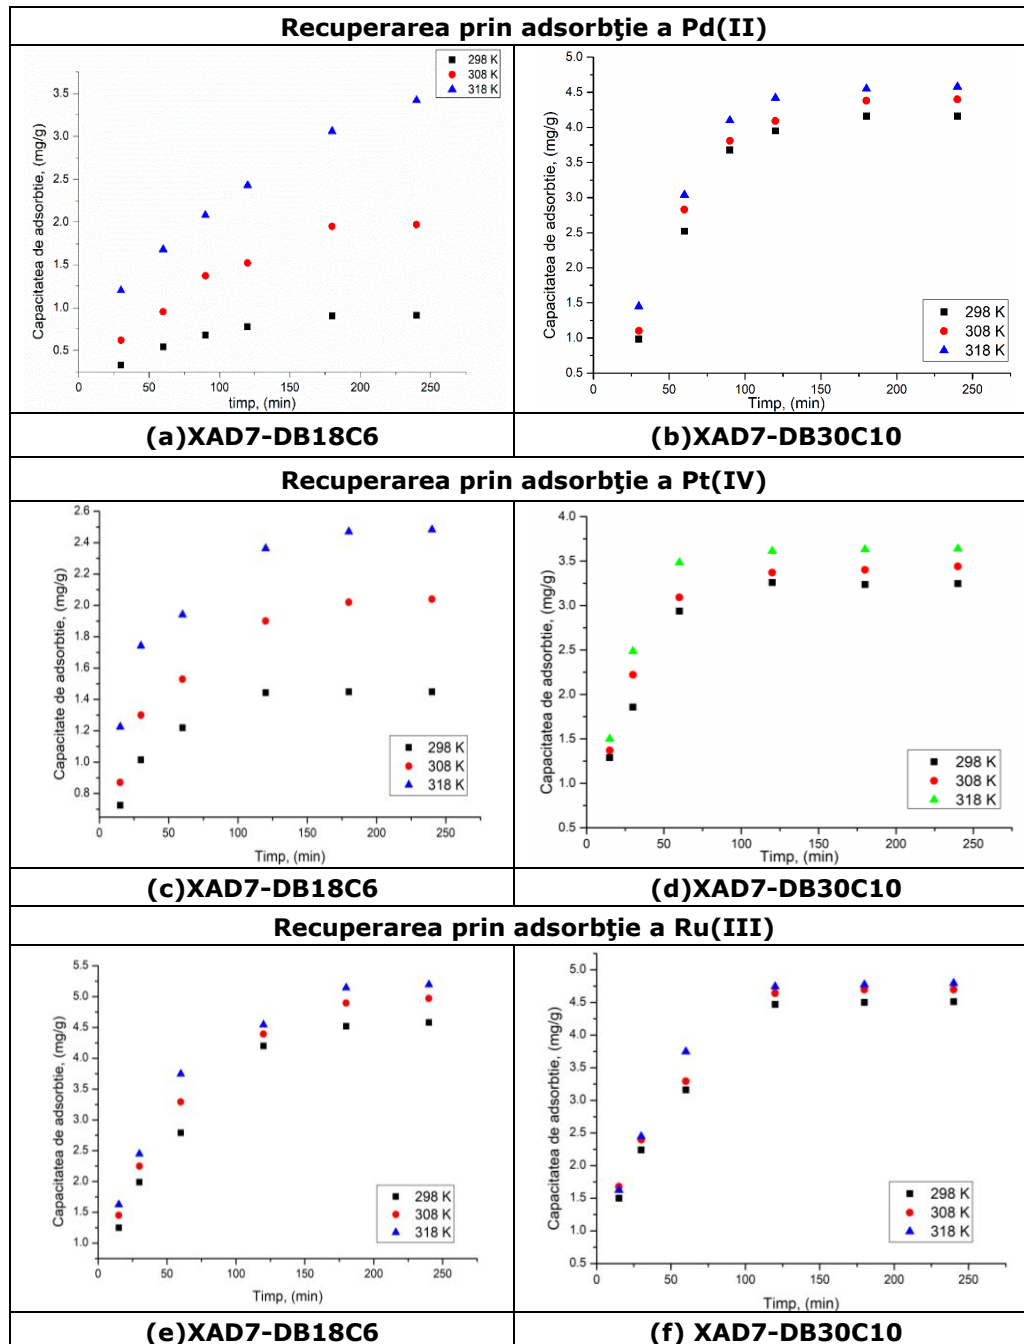 Recuperarea prin adsorbţie a Pd(II)
298 K
308 K
318 K
Capacitatea de adsorbtie, (mg/g)
3.5
3.0
2.5
2.0
1.5
1.0
0.5
0 50 100 150 200 250
timp, (min)
Capacitatea de adsorbtie, (mg/g)
5.0
4.5
4.0
3.5
3.0
2.5
2.0
1.5
1.0
0.5
298 K
308 K
318 K
0 50 100 150 200 250
Timp, (min)
(a)XAD7-DB18C6
(b)XAD7-DB30C10
Recuperarea prin adsorbţie a Pt(IV)
Capacitate de adsorbtie, (mg/g)
2.6
2.4
2.2
2.0
1.8
1.6
1.4
1.2
1.0
0.8
298 K
308 K
318 K
0 50 100 150 200 250
Timp, (min)
Capacitatea de adsorbtie, (mg/g)
4.0
3.5
3.0
2.5
2.0
1.5
1.0
0.5
298 K
308 K
318 K
0 50 100 150 200 250
Timp, (min)
(c)XAD7-DB18C6
(d)XAD7-DB30C10
Recuperarea prin adsorbţie a Ru(III)
Capacitatea de adsorbtie, (mg/g)
5.5
5.0
4.5
4.0
3.5
3.0
2.5
2.0
1.5
1.0
298 K
308 K
318 K
0 50 100 150 200 250
Timp, (min)
Capacitatea de adsorbtie, (mg/g)
5.0
4.5
4.0
3.5
3.0
2.5
2.0
1.5
1.0
0.5
298 K
308 K
318 K
0 50 100 150 200 250
Timp, (min)
(e)XAD7-DB18C6
(f) XAD7-DB30C10